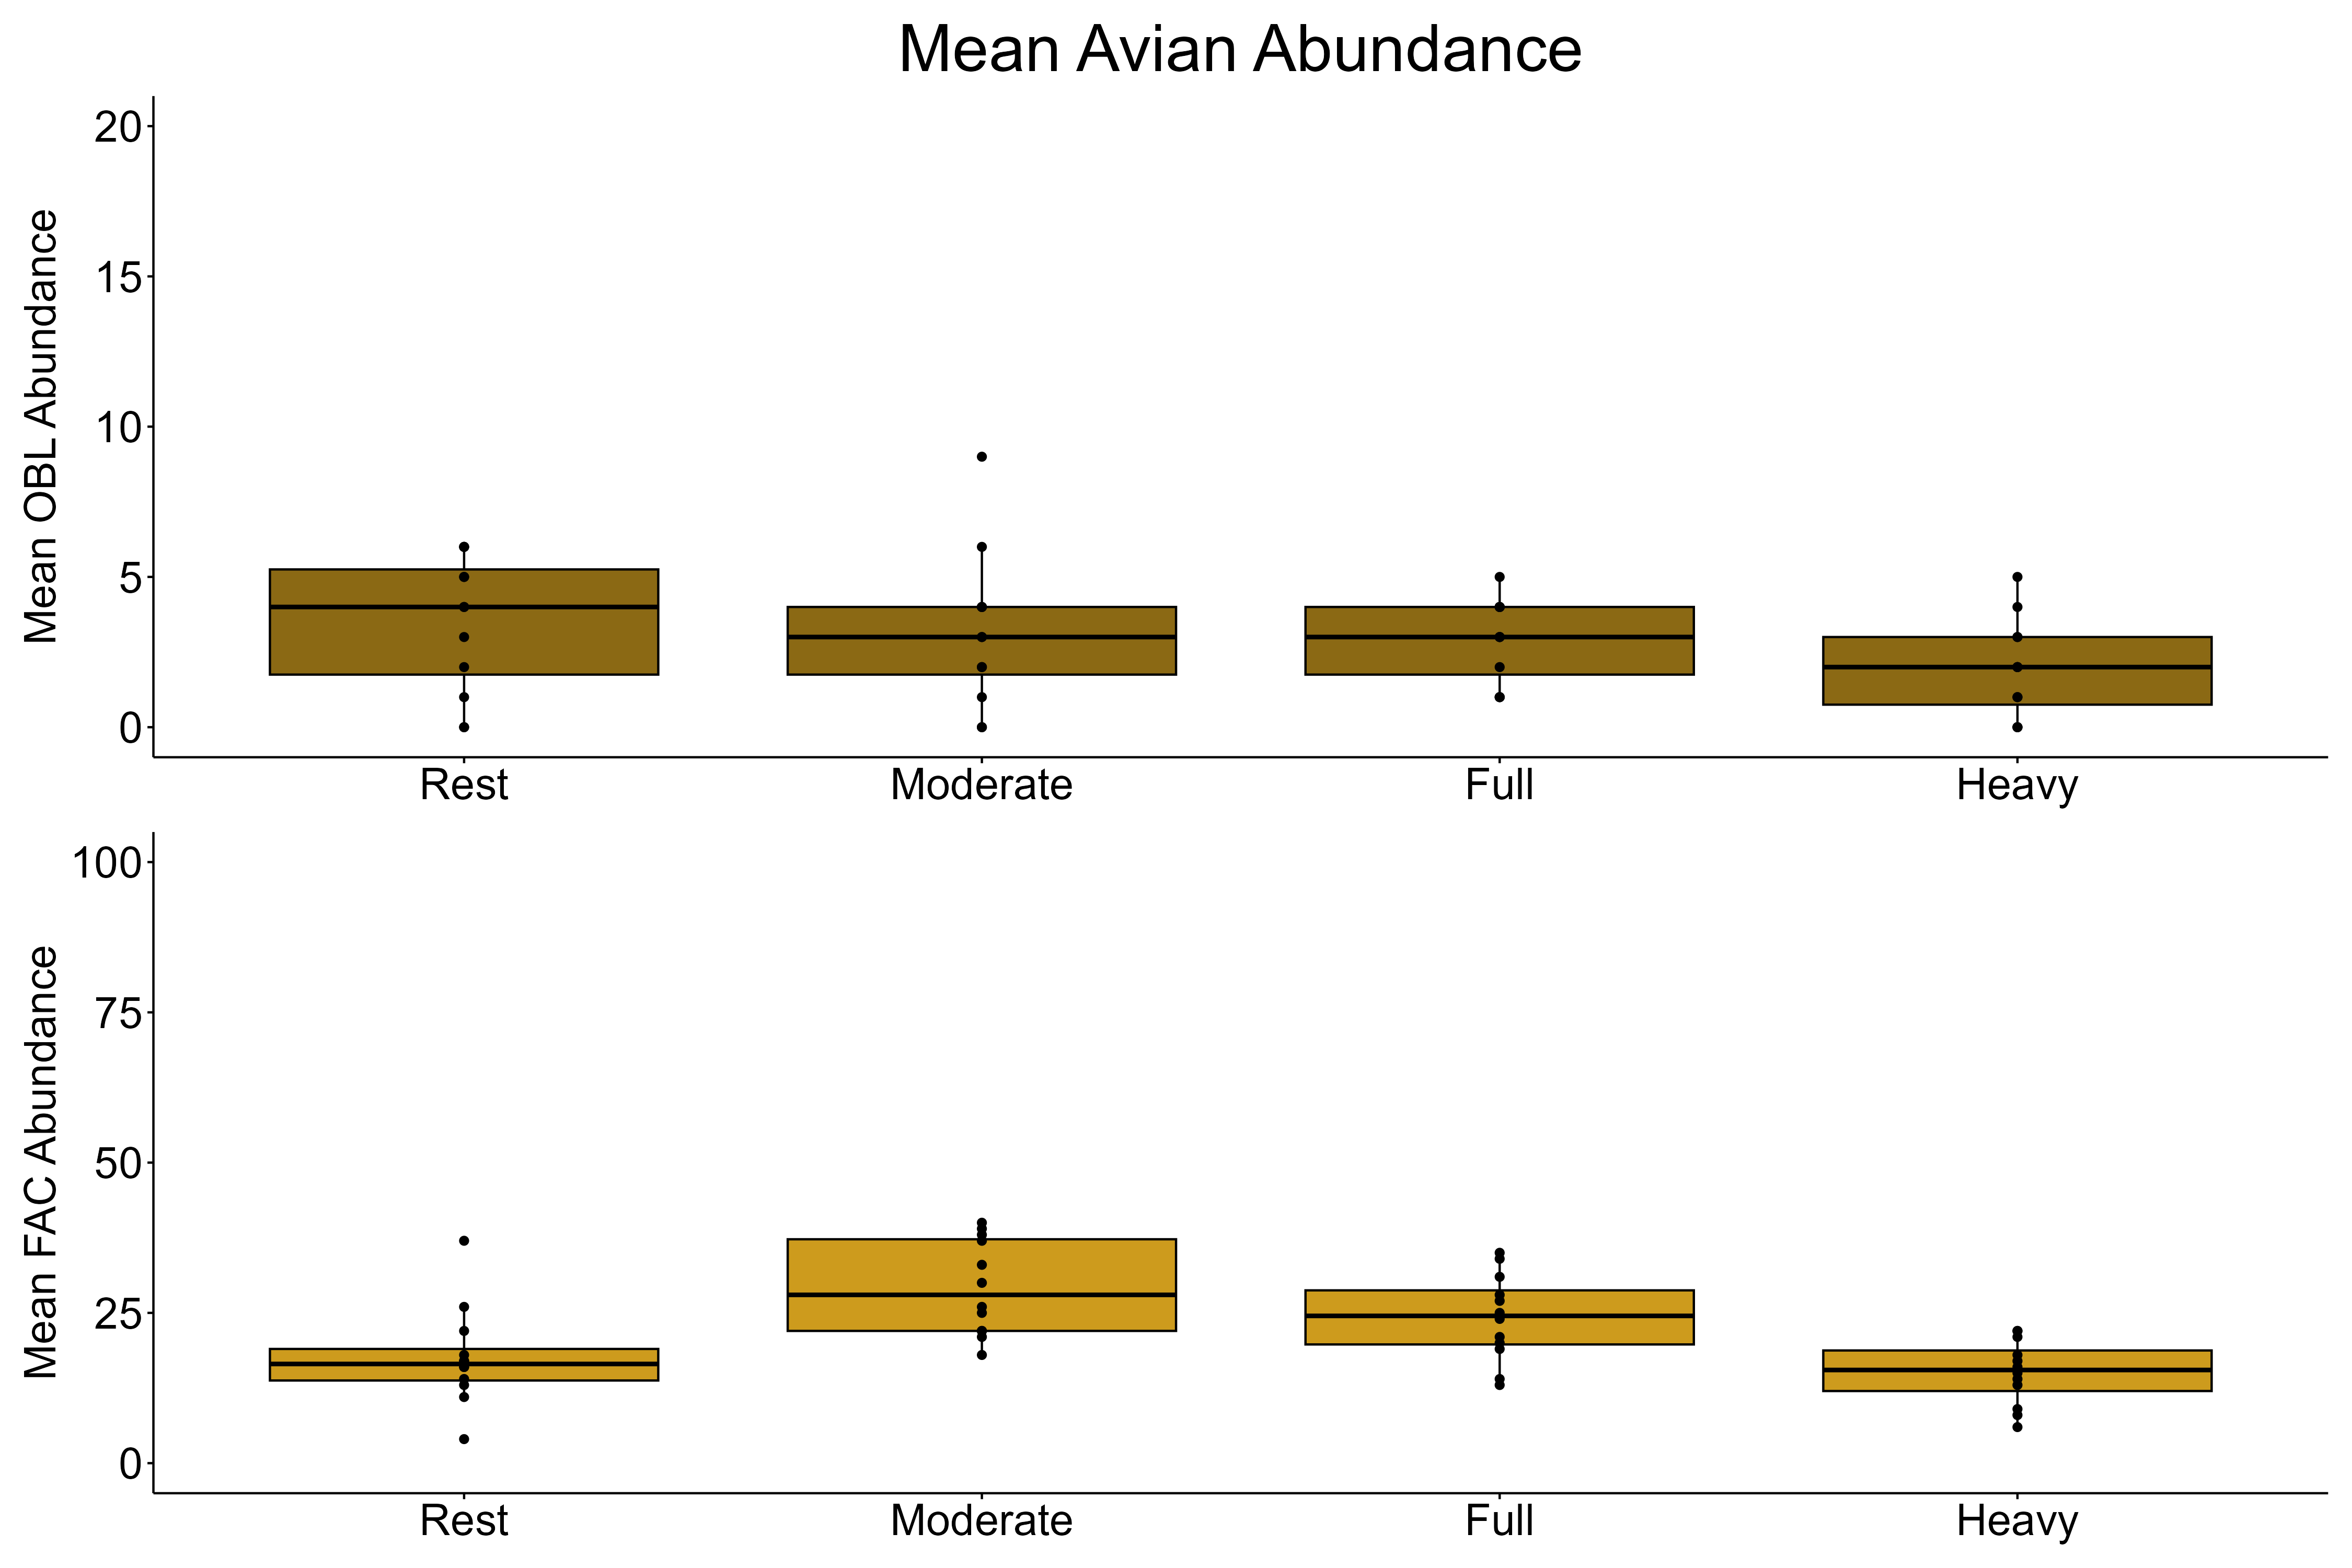 Mean Avian Abundance
Mean OBL Abundance
20
15
10
5
0
Rest Moderate Full Heavy
Mean FAC Abundance
100
75
50
25
0
Rest Moderate Full Heavy